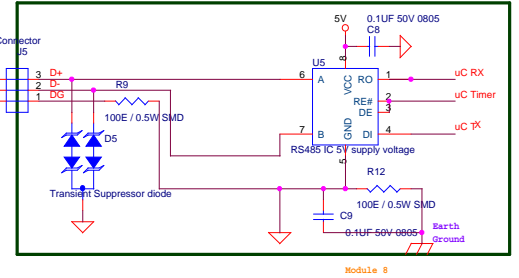 5V
0.1UF 50V 0805
C8
Connector
J5
U5
8
3
D+
6
A
VCC
RO
1
uC RX
2
D-
R9
1
DG
RE#
2
uC Timer
DE
3
100E / 0.5W SMD
D5
7
B
GND
DI
4
uC TX
RS485 IC 5V supply voltage
5
R12
Transient Suppressor diode
100E / 0.5W SMD
C9
0.1UF 50V 0805
Earth
Ground
Module 8